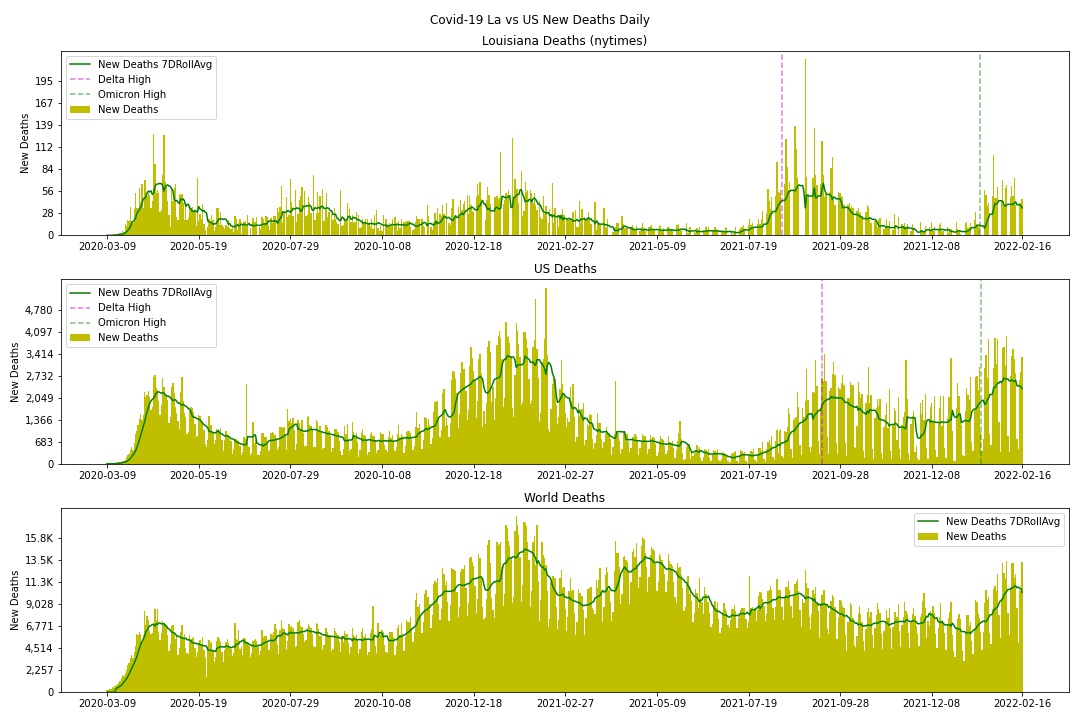 Covid-19 La vs US New Deaths Daily
Louisiana Deaths (nytimes)
New Deaths 7DRollAvg
Delta High
Omicron High
New Deaths
New Deaths
195
167
139
112
84
56
28
0
2020-03-09 2020-05-19 2020-07-29 2020-10-08 2020-12-18 2021-02-27 2021-05-09 2021-07-19 2021-09-28 2021-12-08 2022-02-16
US Deaths
New Deaths 7DRollAvg
Delta High
Omicron High
New Deaths
New Deaths
4,780
4,097
3,414
2,732
2,049
1,366
683
0
2020-03-09 2020-05-19 2020-07-29 2020-10-08 2020-12-18 2021-02-27 2021-05-09 2021-07-19 2021-09-28 2021-12-08 2022-02-16
World Deaths
New Deaths 7DRollAvg
New Deaths
New Deaths
15.8K
13.5K
11.3K
9,028
6,771
4,514
2,257
0
2020-03-09 2020-05-19 2020-07-29 2020-10-08 2020-12-18 2021-02-27 2021-05-09 2021-07-19 2021-09-28 2021-12-08 2022-02-16